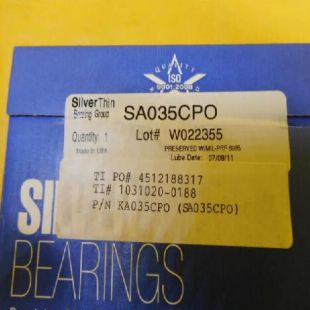 QUALITY
ISO
9001:2008
SilverThin
Bearing Group
SA035CPO
Quantity: 1
Lot# W022355
Made in USA
PRESERVED W/MIL-PRF-6085
Lube Date: 07/08/11
TI PO# 4512188317
TI# 1031020-0188
P/N KA035CPO (SA035CPO)
SIL
BEARINGS